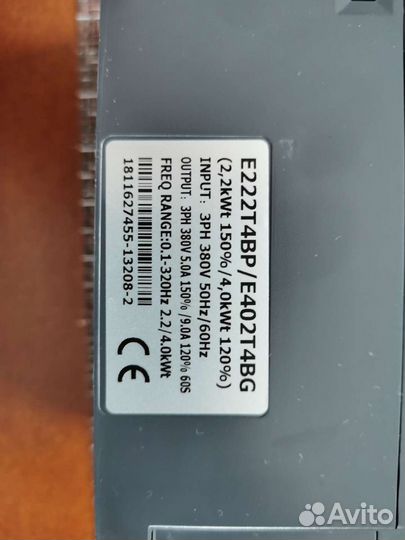 E222T4BP/E402T4BG
(2,2kWt 150%/4,0kWt 120%)
INPUT: 3PH 380V 50Hz/60Hz
OUTPUT: 3PH 380V 5.0A 150% /9.0A 120% 60S
FREQ RANGE:0.1-320Hz 2.2/4.0kWt
1811627455-13208-2
CE
Avito